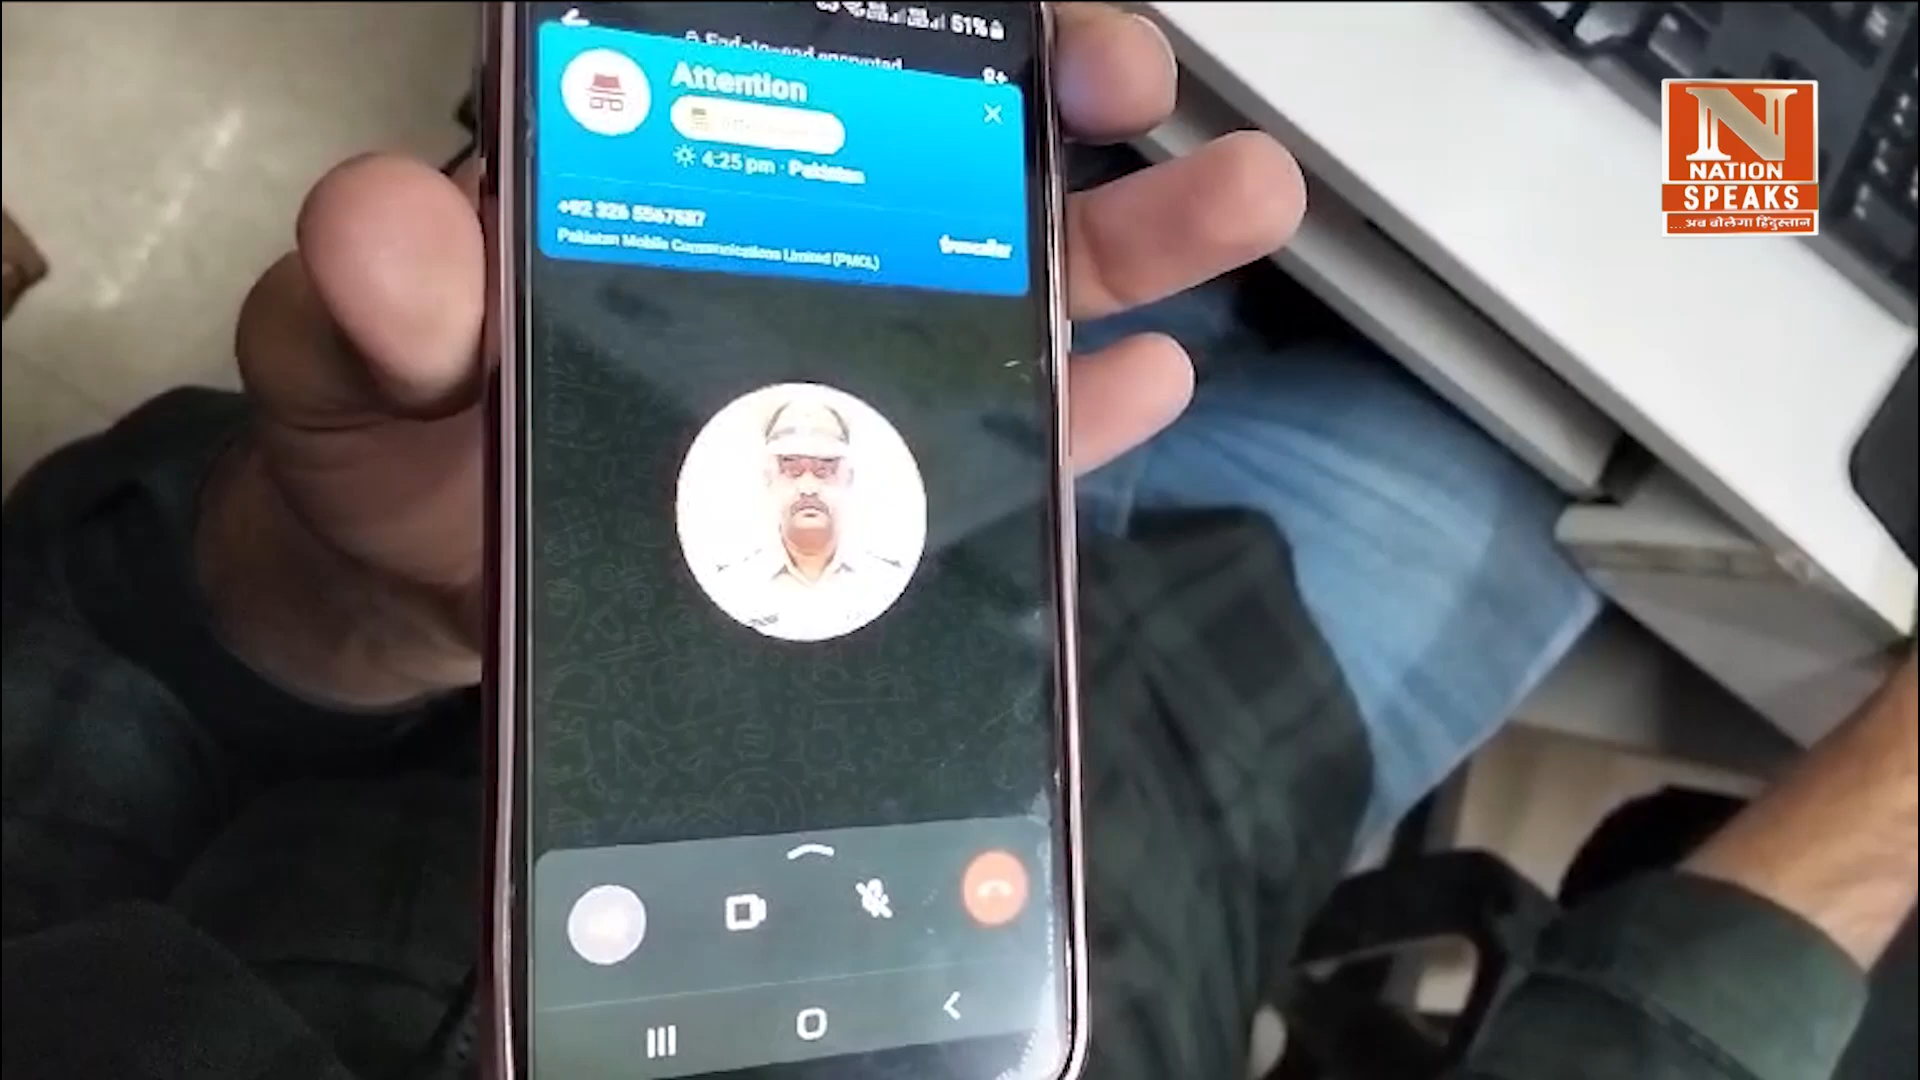 51%
End-to-end encrypted
Attention
4:25 pm · Pakistan
+92 326 5567587
Pakistan Mobile Communications Limited (PMCL)
truecaller
N
NATION
SPEAKS
....अब बोलेगा हिंदुस्तान